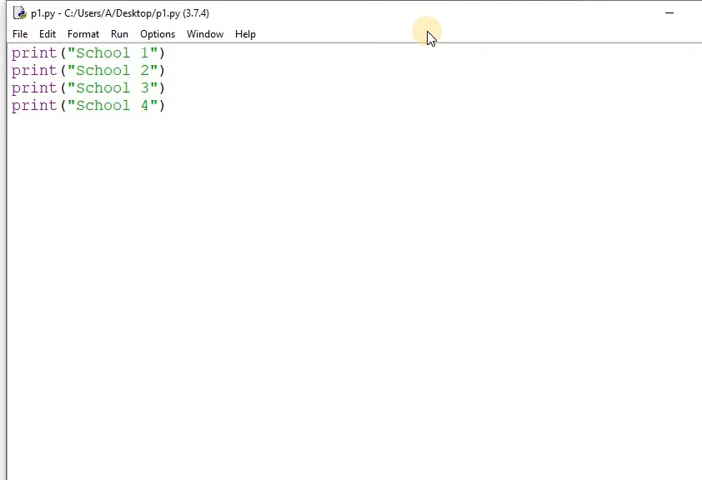 p1.py - C:/Users/A/Desktop/p1.py (3.7.4)
File Edit Format Run Options Window Help
print("School 1")
print("School 2")
print("School 3")
print("School 4")